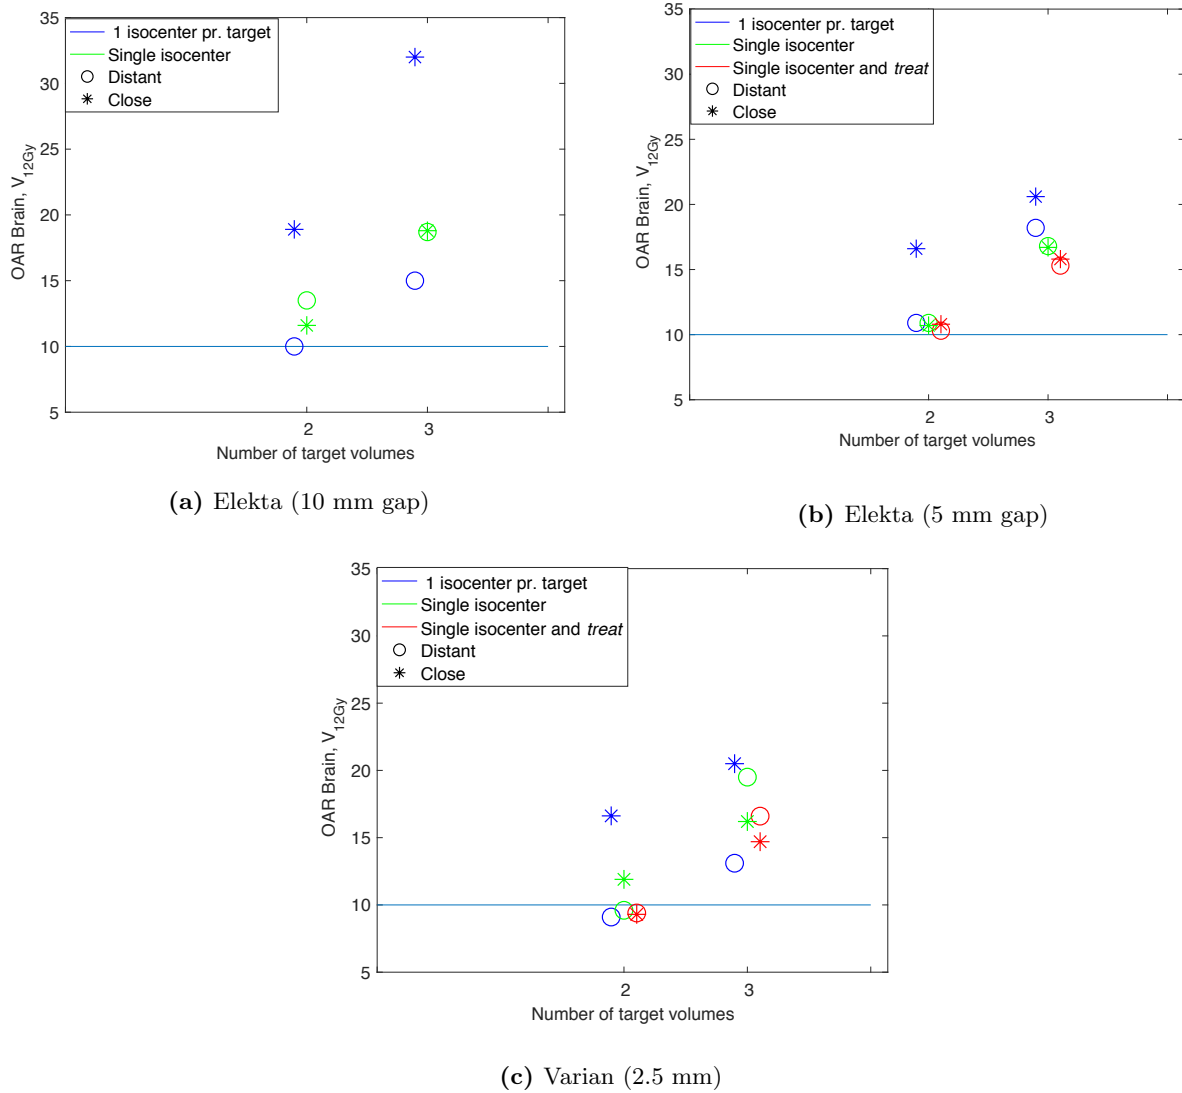 35
30
25
20
15
10
5
OAR Brain, V12Gy
1 isocenter pr. target
Single isocenter
Distant
Close
2
3
Number of target volumes
(a) Elekta (10 mm gap)
35
30
25
20
15
10
5
OAR Brain, V12Gy
1 isocenter pr. target
Single isocenter
Single isocenter and treat
Distant
Close
2
3
Number of target volumes
(b) Elekta (5 mm gap)
35
30
25
20
15
10
5
OAR Brain, V12Gy
1 isocenter pr. target
Single isocenter
Single isocenter and treat
Distant
Close
2
3
Number of target volumes
(c) Varian (2.5 mm)